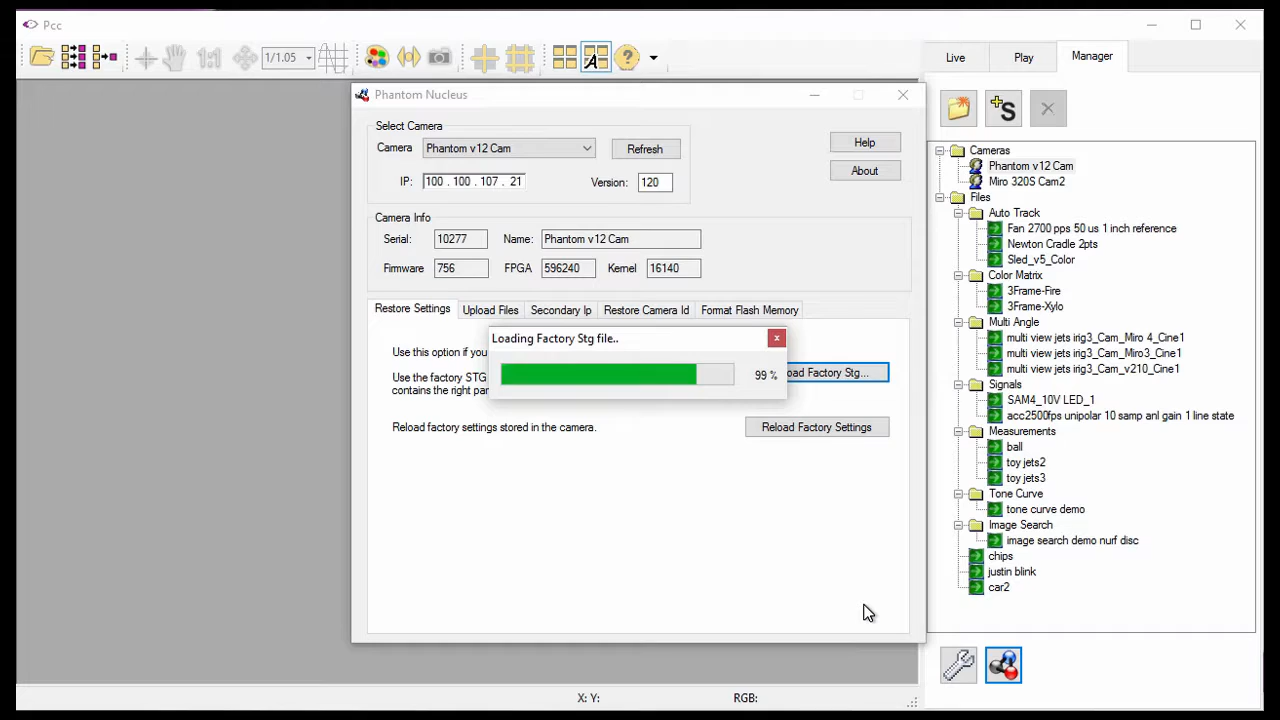 Pcc
1/1.05
A
?
Live
Play
Manager
+S
Phantom Nucleus
Select Camera
Camera
Phantom v12 Cam
Refresh
IP:
100 . 100 . 107 . 21
Version:
120
Help
About
Camera Info
Serial:
10277
Name:
Phantom v12 Cam
Firmware
756
FPGA
596240
Kernel
16140
Restore Settings
Upload Files
Secondary Ip
Restore Camera Id
Format Flash Memory
Use this option if you
Use the factory STG
contains the right
Loading Factory Stg file..
x
99 %
Factory Stg...
Reload factory settings stored in the camera.
Reload Factory Settings
Cameras
Phantom v12 Cam
Miro 320S Cam2
Files
Auto Track
Fan 2700 pps 50 us 1 inch reference
Newton Cradle 2pts
Sled_v5_Color
Color Matrix
3Frame-Fire
3Frame-Xylo
Multi Angle
multi view jets irig3_Cam_Miro 4_Cine1
multi view jets irig3_Cam_Miro3_Cine1
multi view jets irig3_Cam_v210_Cine1
Signals
SAM4_10V LED_1
acc2500fps unipolar 10 samp anl gain 1 line state
Measurements
ball
toy jets2
toy jets3
Tone Curve
tone curve demo
Image Search
image search demo nurf disc
chips
justin blink
car2
X: Y:
RGB: